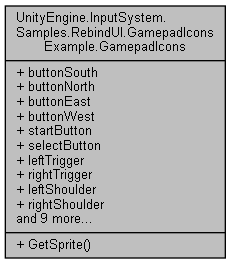 UnityEngine.InputSystem.
Samples.RebindUI.GamepadIcons
Example.GamepadIcons
+ buttonSouth
+ buttonNorth
+ buttonEast
+ buttonWest
+ startButton
+ selectButton
+ leftTrigger
+ rightTrigger
+ leftShoulder
+ rightShoulder
and 9 more...
+ GetSprite()